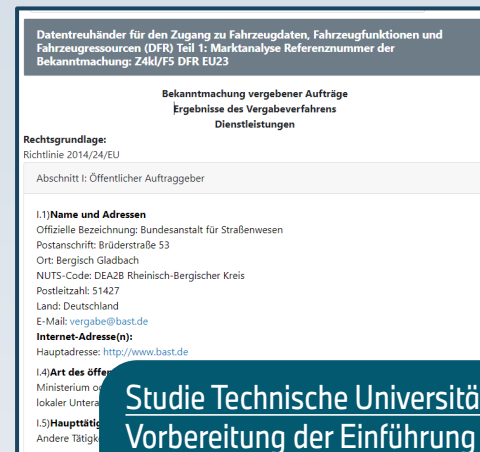 Datentreuhänder für den Zugang zu Fahrzeugdaten, Fahrzeugfunktionen und
Fahrzeugressourcen (DFR) Teil 1: Marktanalyse Referenznummer der
Bekanntmachung: Z4kl/F5 DFR EU23
Bekanntmachung vergebener Aufträge
Ergebnisse des Vergabeverfahrens
Dienstleistungen
Rechtsgrundlage:
Richtlinie 2014/24/EU
Abschnitt I: Öffentlicher Auftraggeber
I.1)Name und Adressen
Offizielle Bezeichnung: Bundesanstalt für Straßenwesen
Postanschrift: Brüderstraße 53
Ort: Bergisch Gladbach
NUTS-Code: DEA2B Rheinisch-Bergischer Kreis
Postleitzahl: 51427
Land: Deutschland
E-Mail: vergabe@bast.de
Internet-Adresse(n):
Hauptadresse: http://www.bast.de
I.4)Art des öffen
Ministerium o
lokaler Untera
I.5)Haupttätig
Andere Tätigk
Studie Technische Universitä
Vorbereitung der Einführung